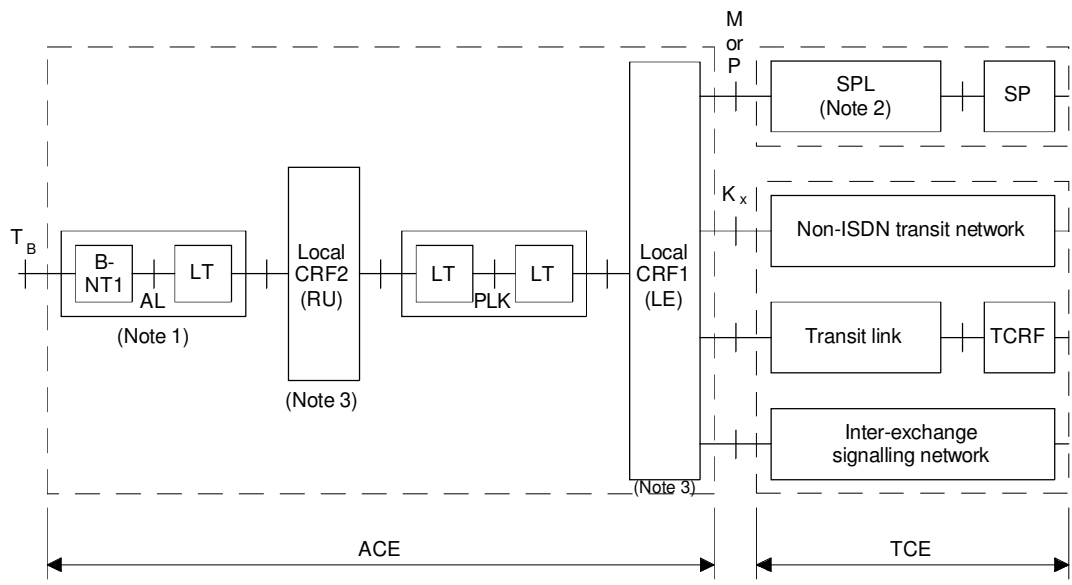 M
or
P
SPL
(Note 2)
SP
T B
B-
NT1
AL
LT
(Note 1)
Local
CRF2
(RU)
(Note 3)
LT
PLK
LT
Local
CRF1
(LE)
(Note 3)
K x
Non-ISDN transit network
Transit link
TCRF
Inter-exchange
signalling network
ACE
TCE